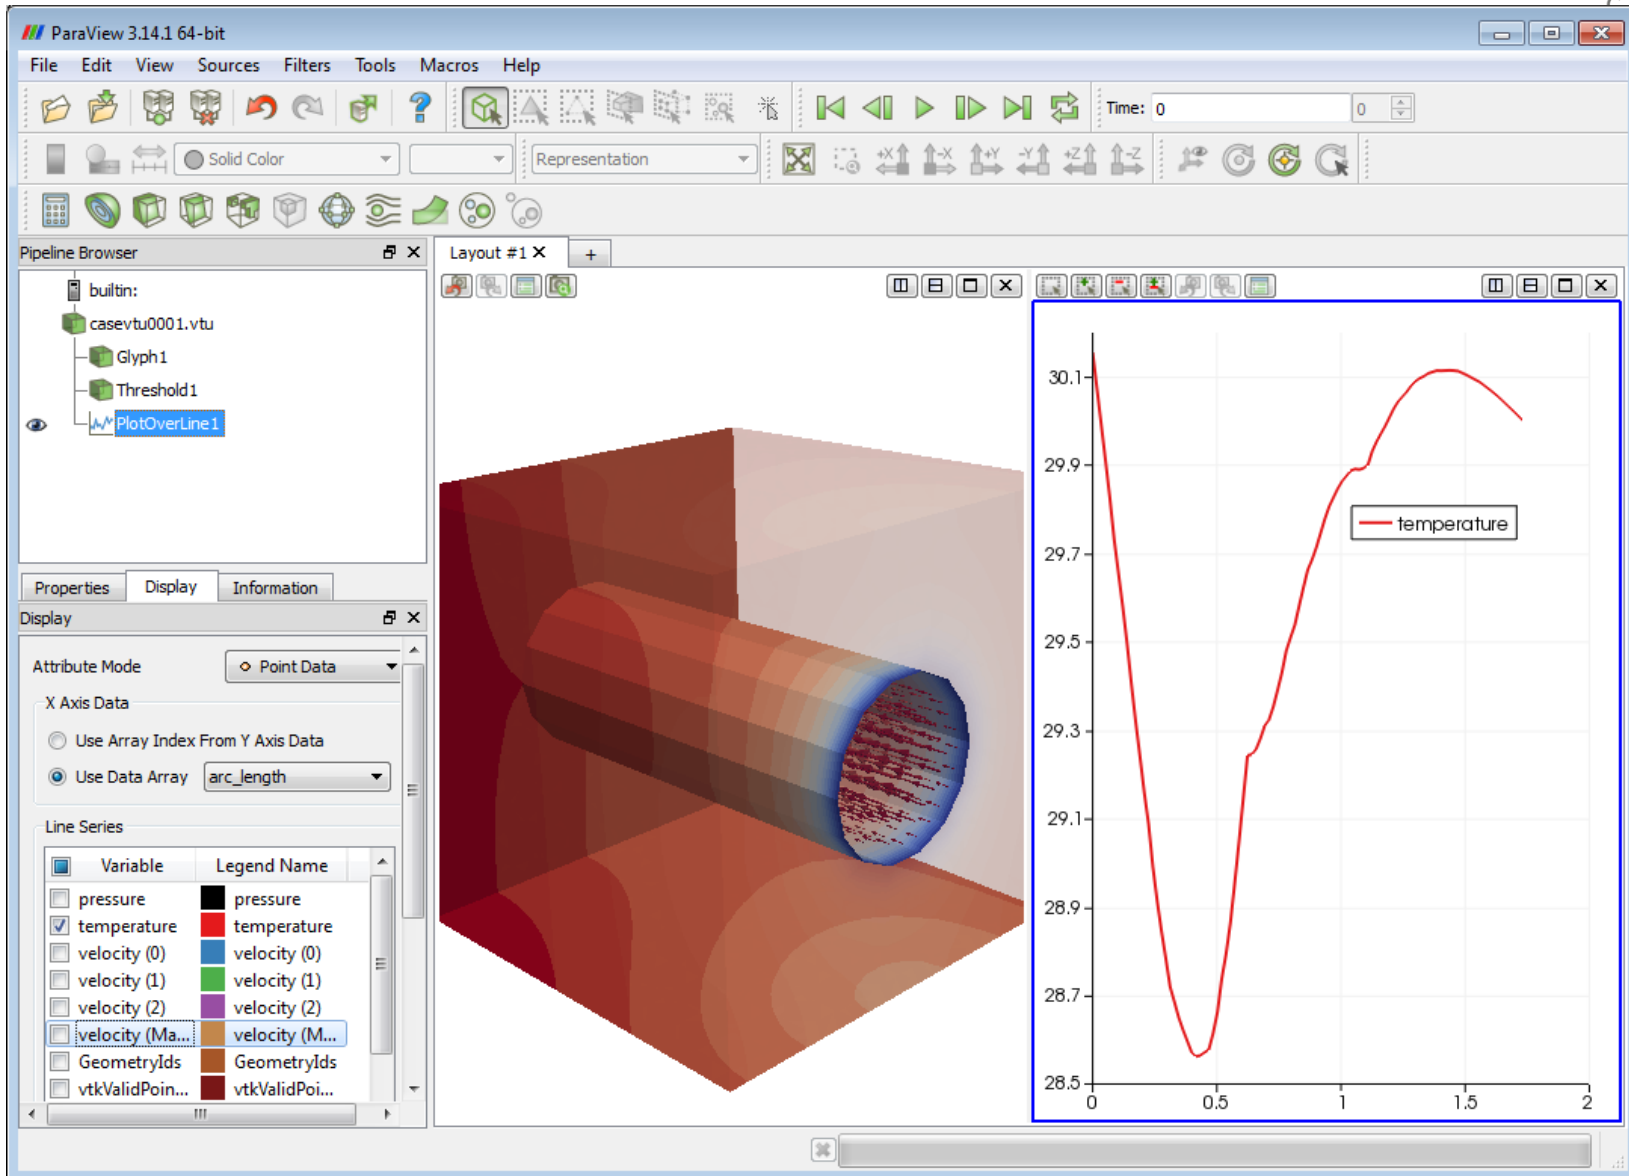 ParaView 3.14.1 64-bit
File Edit View Sources Filters Tools Macros Help
Time: 0 0
Solid Color Representation +X -X +Y -Y +Z -Z
Pipeline Browser
Layout #1 +
builtin:
casevtu0001.vtu
Glyph1
Threshold1
PlotOverLine1
Properties Display Information
Display
Attribute Mode Point Data
X Axis Data
Use Array Index From Y Axis Data
Use Data Array arc_length
Line Series
Variable Legend Name
pressure pressure
temperature temperature
velocity (0) velocity (0)
velocity (1) velocity (1)
velocity (2) velocity (2)
velocity (Ma... velocity (M...
GeometryIds GeometryIds
vtkValidPoin... vtkValidPoi...
30.1
29.9
temperature
29.7
29.5
29.3
29.1
28.9
28.7
28.5
0 0.5 1 1.5 2